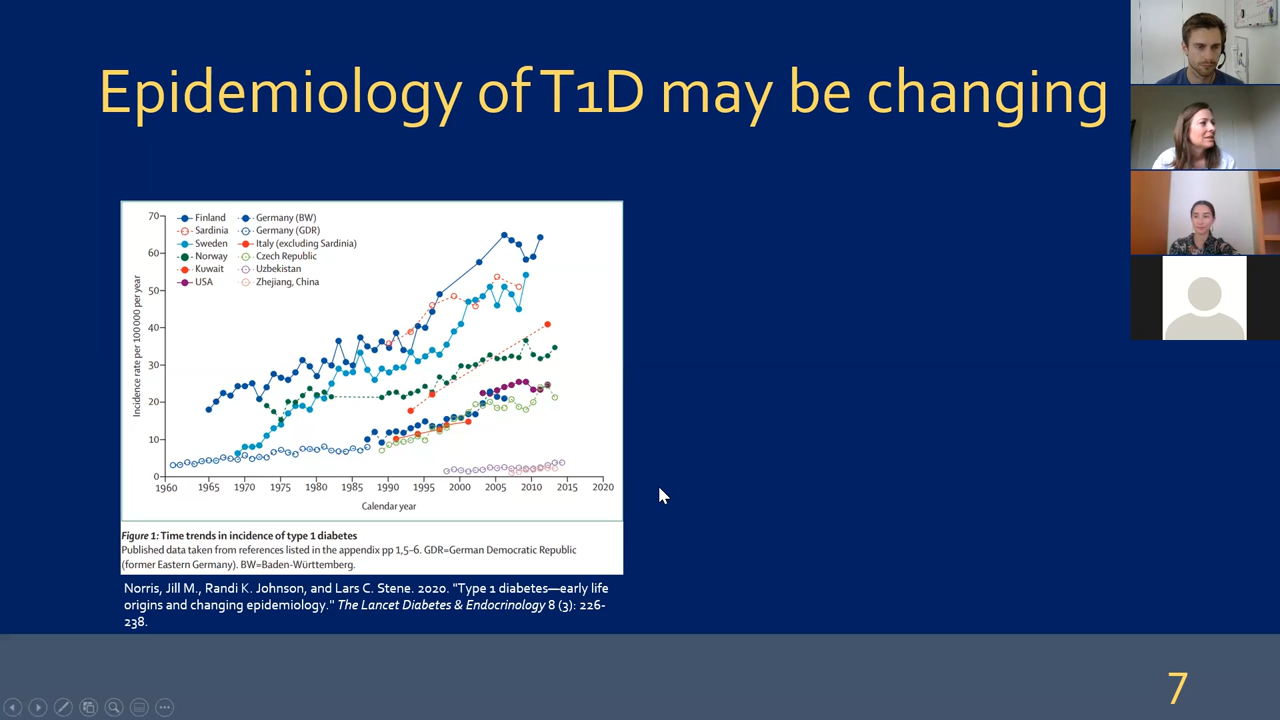 Epidemiology of T1D may be changing
70
60
50
40
30
20
10
0
Incidence rate per 100 000 per year
Finland
Sardinia
Sweden
Norway
Kuwait
USA
Germany (BW)
Germany (GDR)
Italy (excluding Sardinia)
Czech Republic
Uzbekistan
Zhejiang, China
1960 1965 1970 1975 1980 1985 1990 1995 2000 2005 2010 2015 2020
Calendar year
Figure 1: Time trends in incidence of type 1 diabetes
Published data taken from references listed in the appendix pp 1,5–6. GDR=German Democratic Republic
(former Eastern Germany). BW=Baden-Württemberg.
Norris, Jill M., Randi K. Johnson, and Lars C. Stene. 2020. "Type 1 diabetes—early life
origins and changing epidemiology." The Lancet Diabetes & Endocrinology 8 (3): 226-
238.
7